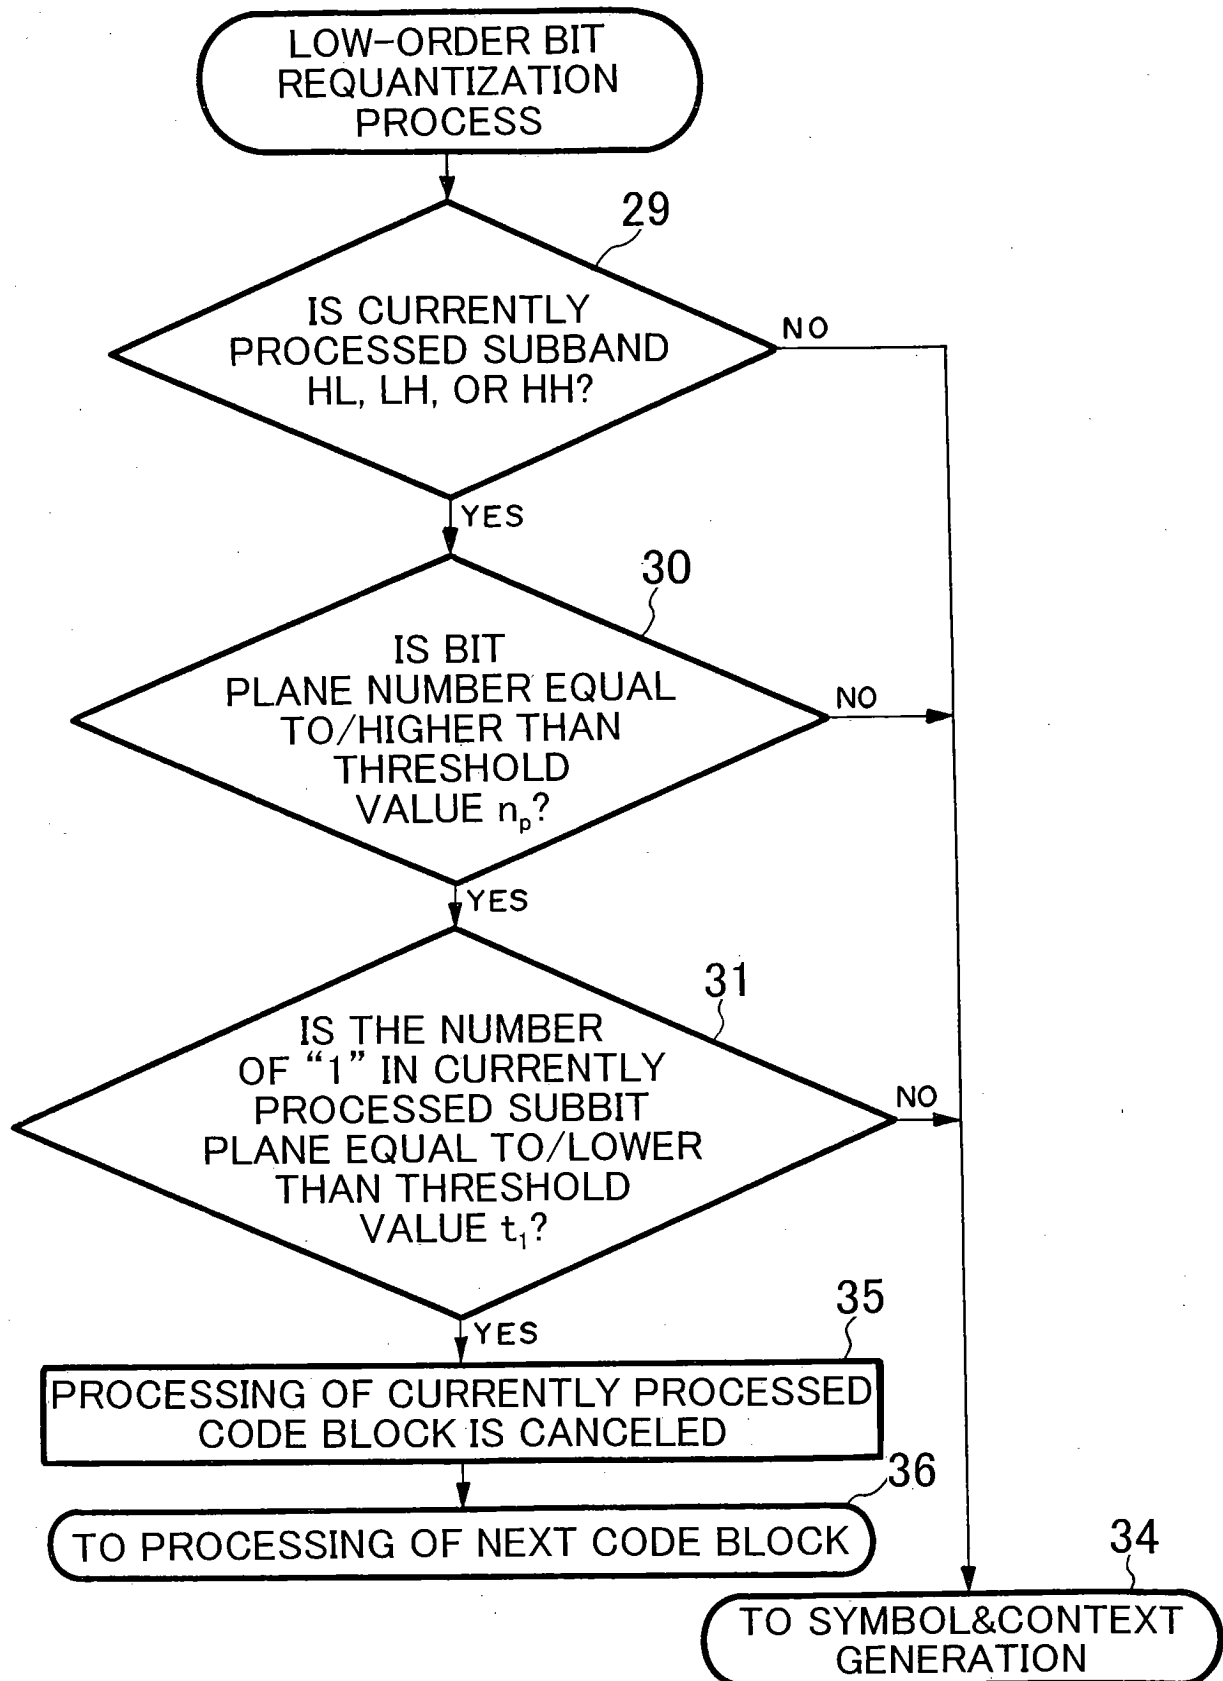 LOW-ORDER BIT
REQUANTIZATION
PROCESS
29
IS CURRENTLY
PROCESSED SUBBAND
HL, LH, OR HH?
NO
YES
30
IS BIT
PLANE NUMBER EQUAL
TO/HIGHER THAN
THRESHOLD
VALUE nₚ?
NO
YES
31
IS THE NUMBER
OF “1” IN CURRENTLY
PROCESSED SUBBIT
PLANE EQUAL TO/LOWER
THAN THRESHOLD
VALUE t₁?
NO
YES
35
PROCESSING OF CURRENTLY PROCESSED
CODE BLOCK IS CANCELED
36
TO PROCESSING OF NEXT CODE BLOCK
34
TO SYMBOL&CONTEXT
GENERATION